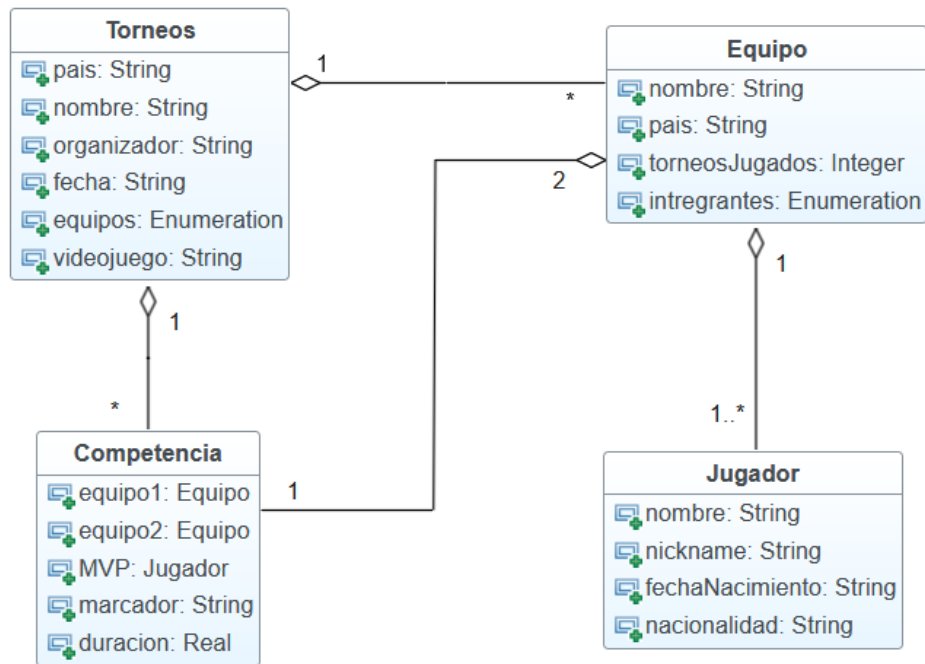 Torneos
pais: String
nombre: String
organizador: String
fecha: String
equipos: Enumeration
videojuego: String
1
*
Equipo
nombre: String
pais: String
torneosJugados: Integer
intregrantes: Enumeration
2
1
1
*
1
1..*
Competencia
equipo1: Equipo
equipo2: Equipo
MVP: Jugador
marcador: String
duracion: Real
Jugador
nombre: String
nickname: String
fechaNacimiento: String
nacionalidad: String